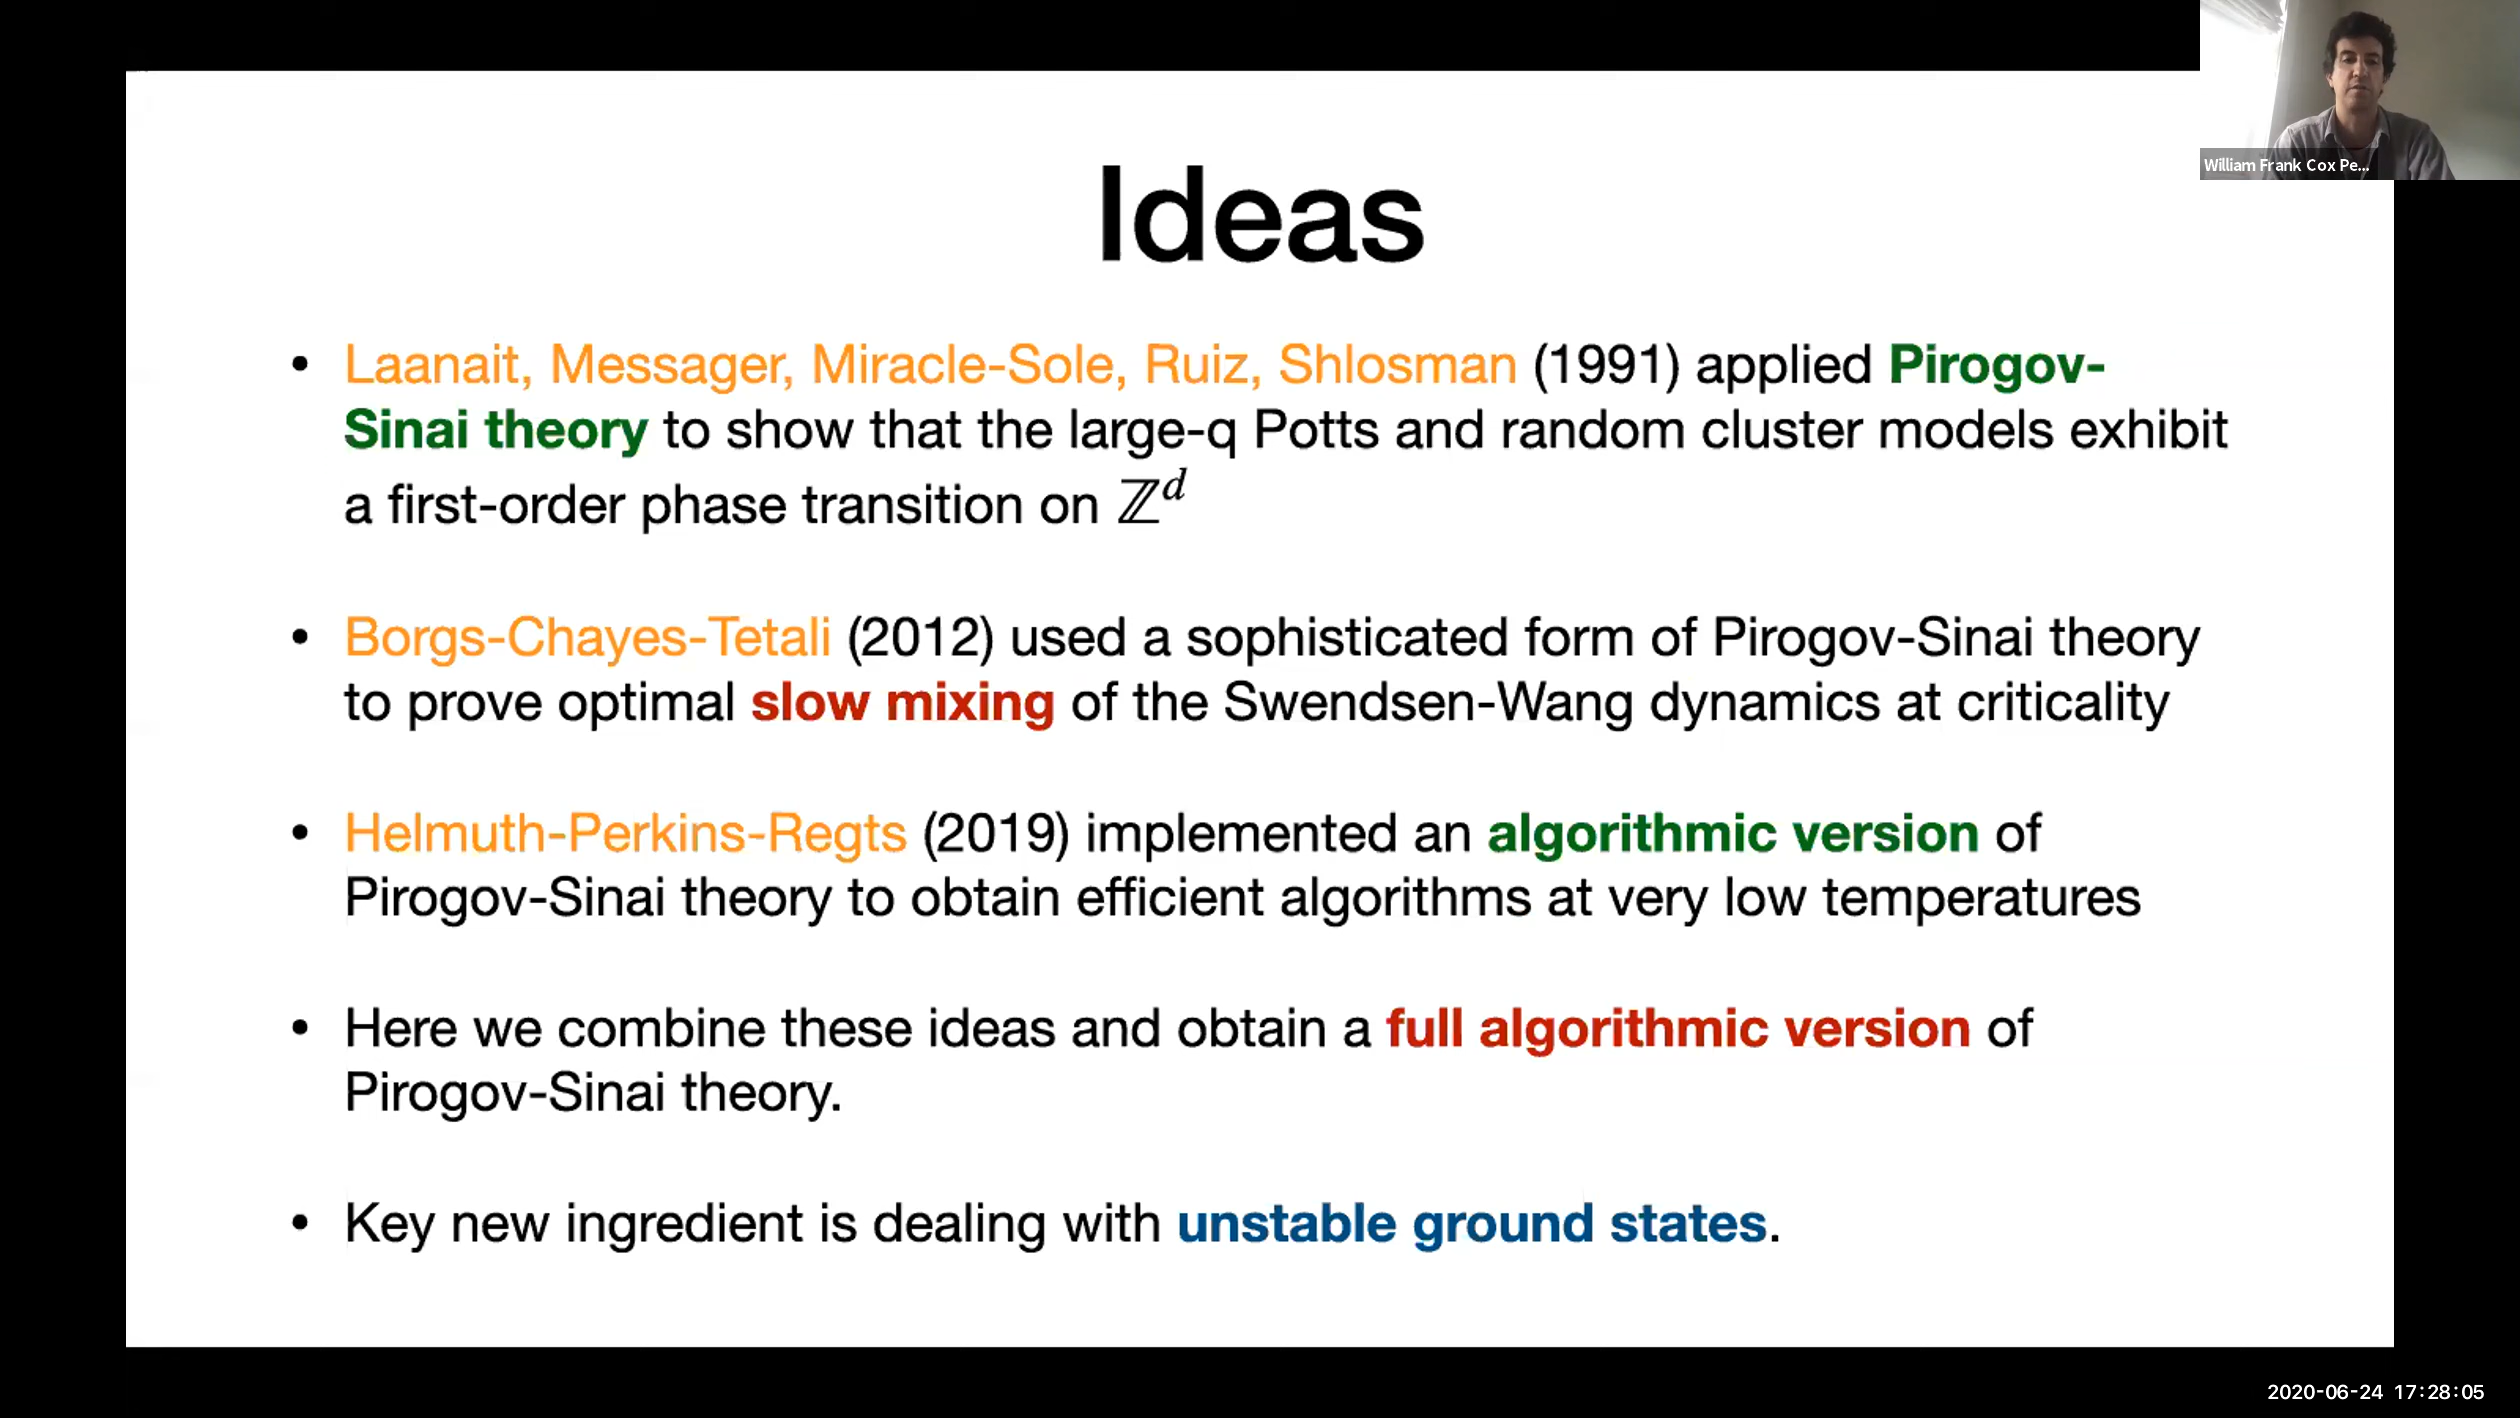 William Frank Cox Pe...
Ideas
• Laanait, Messager, Miracle-Sole, Ruiz, Shlosman (1991) applied Pirogov-
Sinai theory to show that the large-q Potts and random cluster models exhibit
a first-order phase transition on ℤ^d
• Borgs-Chayes-Tetali (2012) used a sophisticated form of Pirogov-Sinai theory
to prove optimal slow mixing of the Swendsen-Wang dynamics at criticality
• Helmuth-Perkins-Regts (2019) implemented an algorithmic version of
Pirogov-Sinai theory to obtain efficient algorithms at very low temperatures
• Here we combine these ideas and obtain a full algorithmic version of
Pirogov-Sinai theory.
• Key new ingredient is dealing with unstable ground states.
2020-06-24 17:28:05